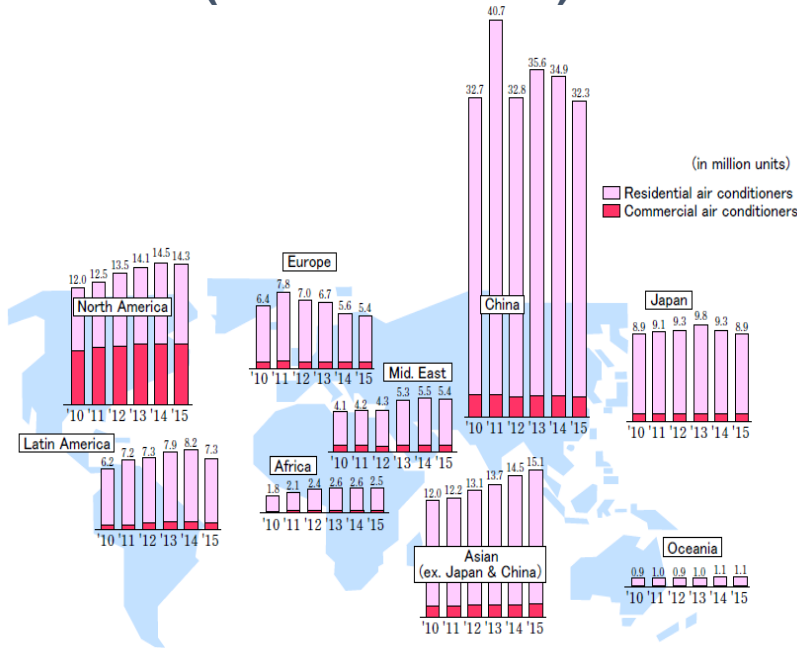 40.7
35.6
34.9
32.7
32.8
32.3
(in million units)
Residential air conditioners
Commercial air conditioners
China
'10 '11 '12 '13 '14 '15
12.0 12.5 13.5 14.1 14.5 14.3
North America
'10 '11 '12 '13 '14 '15
Europe
6.4 7.8 7.0 6.7 5.6 5.4
'10 '11 '12 '13 '14 '15
Japan
8.9 9.1 9.3 9.8 9.3 8.9
'10 '11 '12 '13 '14 '15
Mid. East
4.1 4.2 4.3 5.3 5.5 5.4
'10 '11 '12 '13 '14 '15
Latin America
6.2 7.2 7.3 7.9 8.2 7.3
'10 '11 '12 '13 '14 '15
Africa
1.8 2.1 2.4 2.6 2.6 2.5
'10 '11 '12 '13 '14 '15
12.0 12.2 13.1 13.7 14.5 15.1
Asian
(ex. Japan & China)
'10 '11 '12 '13 '14 '15
Oceania
0.9 1.0 0.9 1.0 1.1 1.1
'10 '11 '12 '13 '14 '15